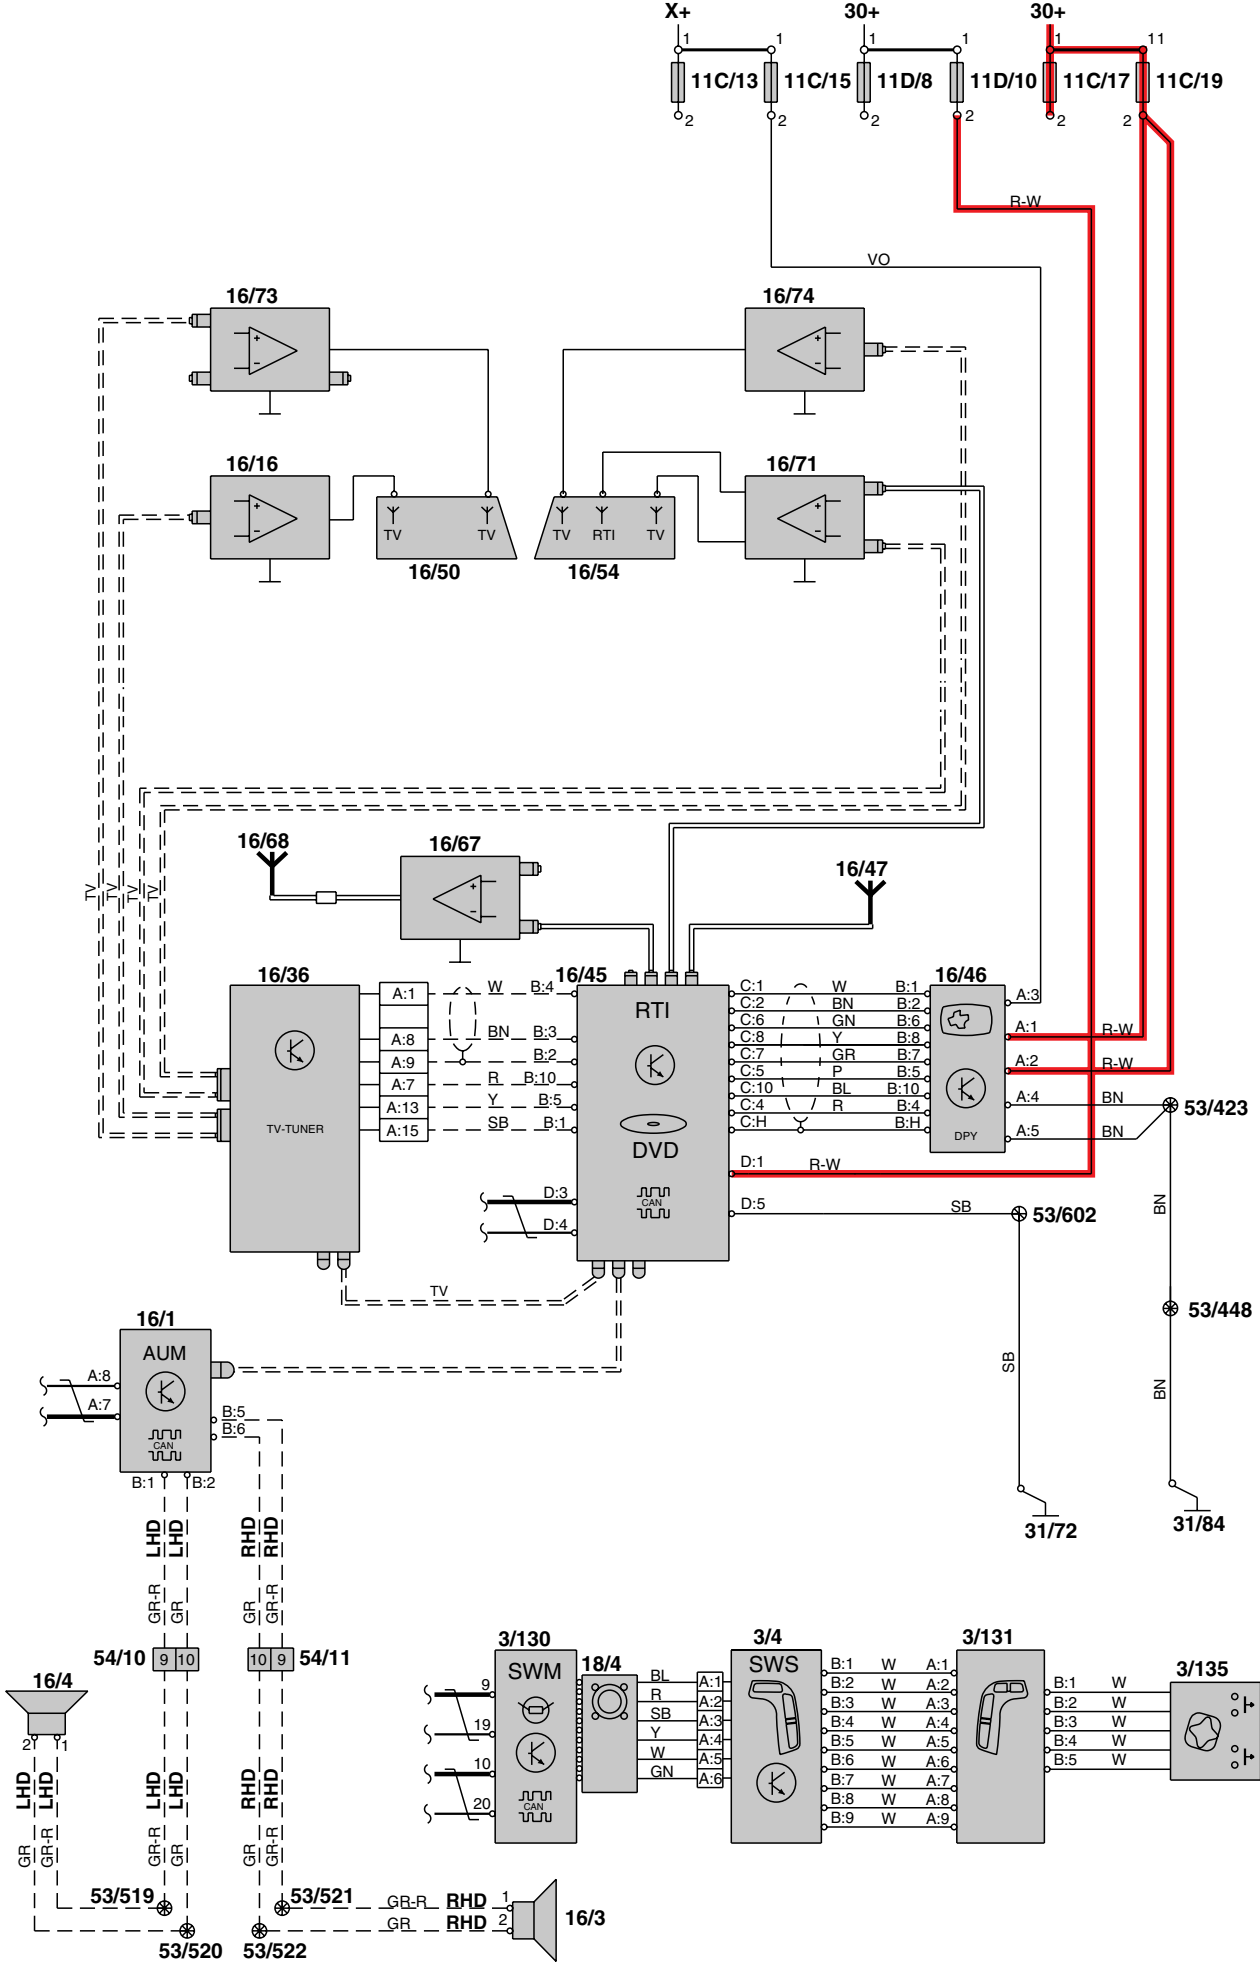 X+ 30+ 30+
1 1 1 1 1 11
11C/13 11C/15 11D/8 11D/10 11C/17 11C/19
2 2 2 2 2 2
R-W
VO
16/73 16/74
+ +
- -
16/16 16/71
+ +
- -
TV TV TV RTI TV
16/50 16/54
16/68 16/67 16/47
TV TV TV TV
+
-
16/36 16/45 16/46
A:1 W B:4 RTI C:1 W B:1 A:3
C:2 BN B:2
C:6 GN B:6
A:8 BN B:3 C:8 Y B:8 A:1 R-W
A:9 B:2 C:7 GR B:7 A:2 R-W
A:7 R B:10 C:5 P B:5
C:10 BL B:10
A:13 Y B:5 C:4 R B:4 A:4 BN 53/423
TV-TUNER A:15 SB B:1 C:H B:H DPY A:5 BN
DVD
D:1 R-W
D:3 CAN D:5 SB 53/602
D:4
BN
TV
53/448
16/1
AUM
A:8
A:7
CAN
B:5
B:6
B:1 B:2
SB BN
31/72 31/84
LHD LHD RHD RHD
GR-R GR GR GR-R
54/10 9 10 10 9 54/11
16/4
2 1
LHD LHD LHD LHD RHD RHD
GR GR-R GR-R GR GR GR-R
53/519 53/521 GR-R RHD 1
GR RHD 2 16/3
53/520 53/522
3/130 18/4 3/4 3/131 3/135
SWM SWS
9 BL A:1 B:1 W A:1 B:1 W
R A:2 B:2 W A:2 B:2 W
19 SB A:3 B:3 W A:3 B:3 W
Y A:4 B:4 W A:4 B:4 W
10 W A:5 B:5 W A:5 B:5 W
GN A:6 B:6 W A:6
20 CAN B:7 W A:7
B:8 W A:8
B:9 W A:9